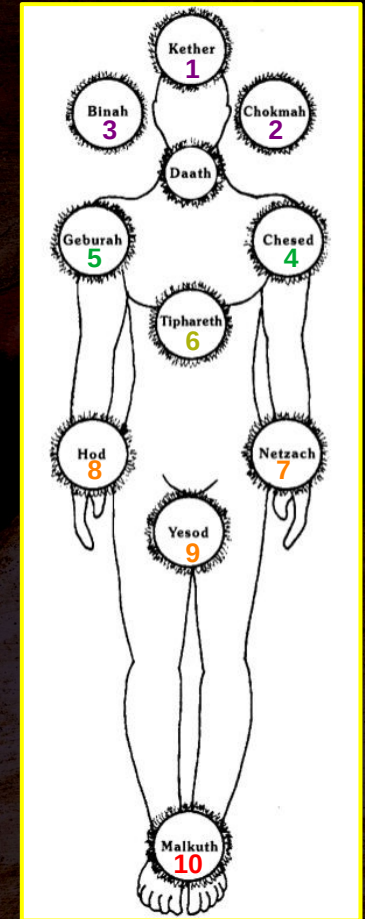 Kether
1
Binah
3
Chokmah
2
Daath
Geburah
5
Chesed
4
Tiphareth
6
Hod
8
Netzach
7
Yesod
9
Malkuth
10